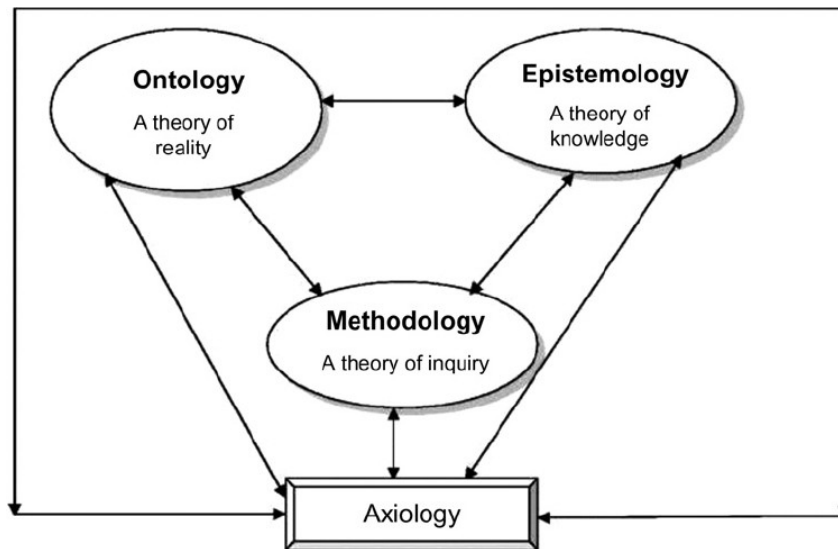 Ontology
A theory of
reality
Epistemology
A theory of
knowledge
Methodology
A theory of inquiry
Axiology